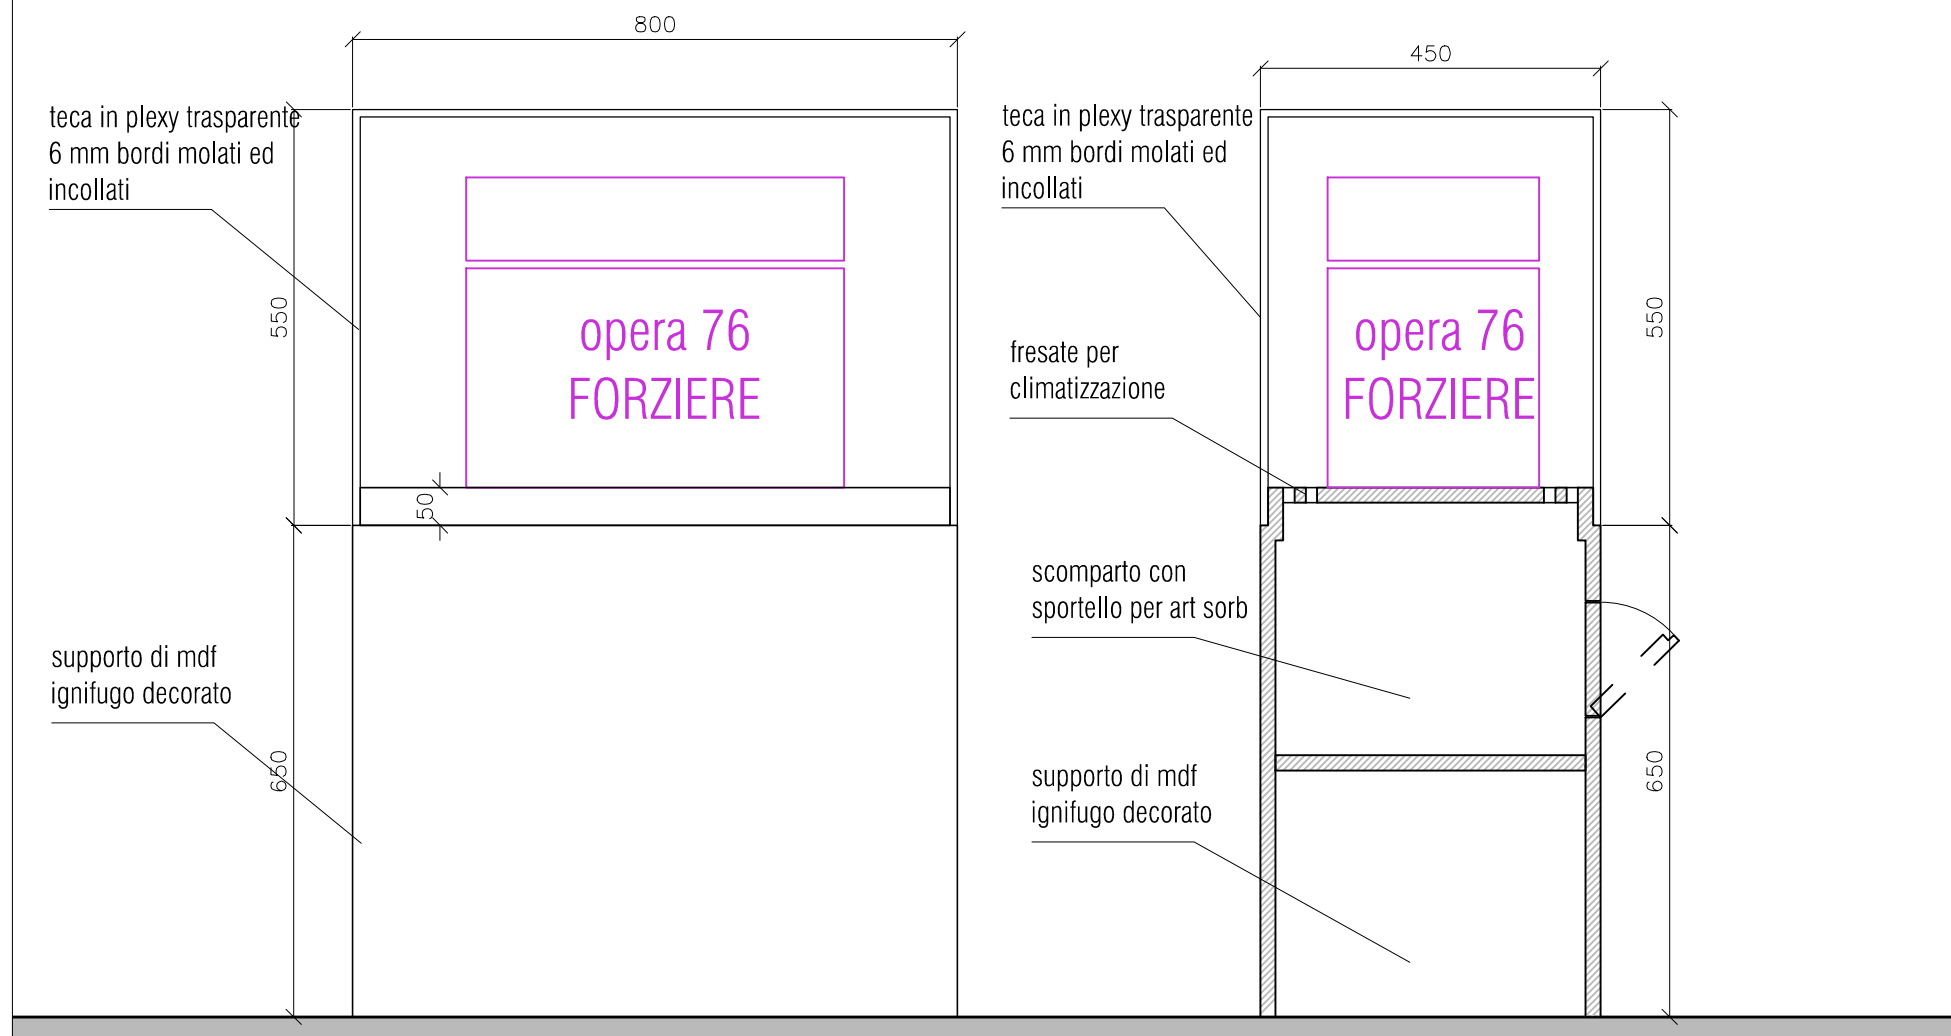 800
teca in plexy trasparente
6 mm bordi molati ed
incollati
550
opera 76
FORZIERE
50
supporto di mdf
ignifugo decorato
650
450
teca in plexy trasparente
6 mm bordi molati ed
incollati
opera 76
FORZIERE
550
fresate per
climatizzazione
scomparto con
sportello per art sorb
supporto di mdf
ignifugo decorato
650